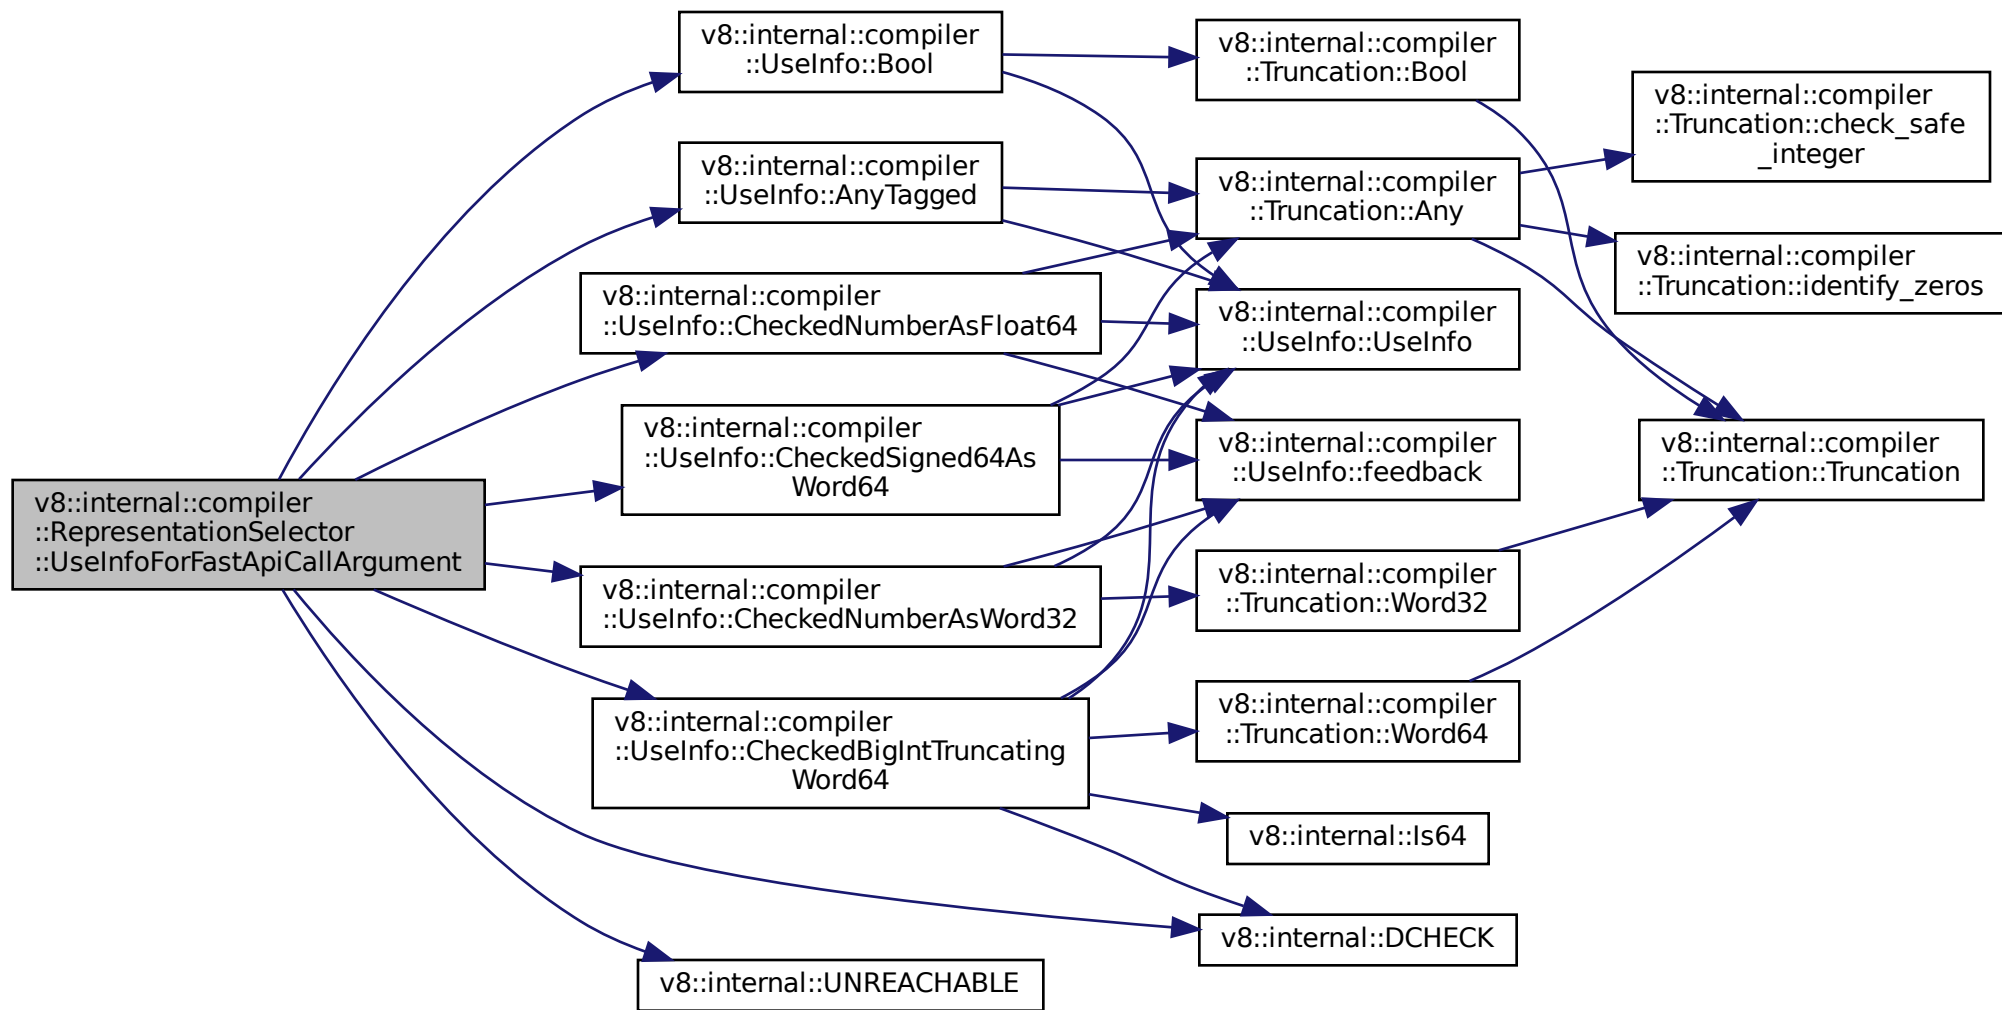 v8::internal::compiler
::RepresentationSelector
::UseInfoForFastApiCallArgument
v8::internal::compiler
::UseInfo::Bool
v8::internal::compiler
::UseInfo::AnyTagged
v8::internal::compiler
::UseInfo::CheckedNumberAsFloat64
v8::internal::compiler
::UseInfo::CheckedSigned64As
Word64
v8::internal::compiler
::UseInfo::CheckedNumberAsWord32
v8::internal::compiler
::UseInfo::CheckedBigIntTruncating
Word64
v8::internal::UNREACHABLE
v8::internal::compiler
::Truncation::Bool
v8::internal::compiler
::Truncation::Any
v8::internal::compiler
::UseInfo::UseInfo
v8::internal::compiler
::UseInfo::feedback
v8::internal::compiler
::Truncation::Word32
v8::internal::compiler
::Truncation::Word64
v8::internal::Is64
v8::internal::DCHECK
v8::internal::compiler
::Truncation::check_safe
_integer
v8::internal::compiler
::Truncation::identify_zeros
v8::internal::compiler
::Truncation::Truncation